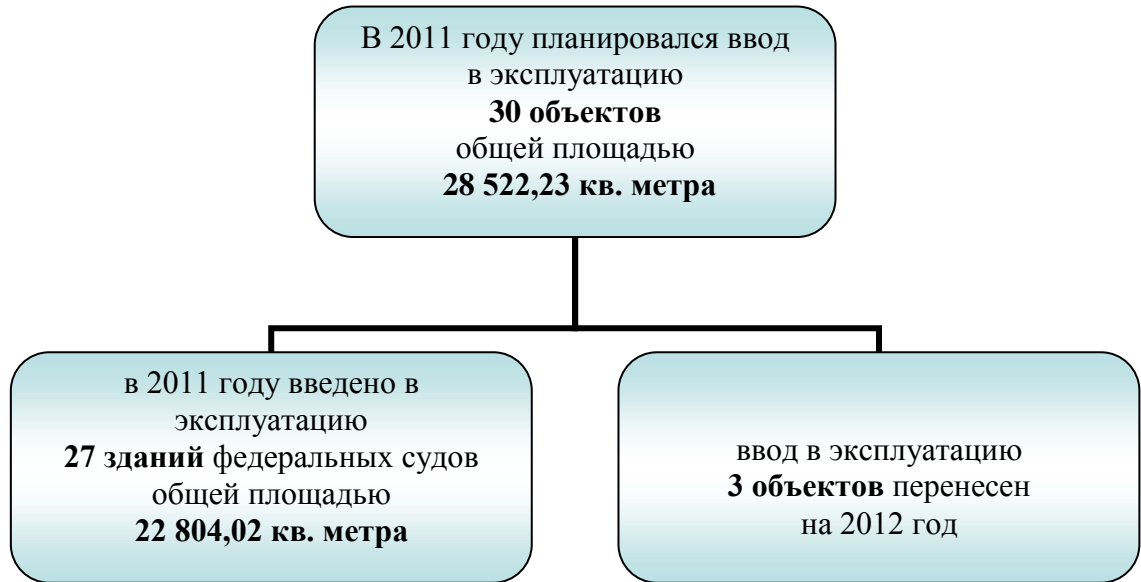 В 2011 году планировался ввод
в эксплуатацию
30 объектов
общей площадью
28 522,23 кв. метра
в 2011 году введено в
эксплуатацию
27 зданий федеральных судов
общей площадью
22 804,02 кв. метра
ввод в эксплуатацию
3 объектов перенесен
на 2012 год